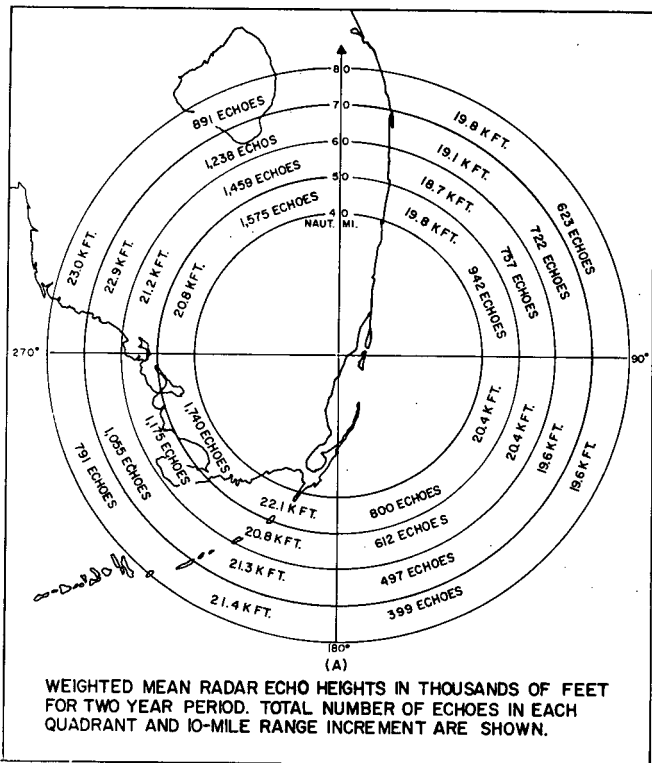 80
70
60
50
40
NAUT. MI.
891 ECHOES
1,238 ECHOS
1,459 ECHOES
1,575 ECHOES
19.8 K FT.
19.1 K FT.
18.7 K FT.
19.8 K FT.
623 ECHOES
722 ECHOES
757 ECHOES
942 ECHOES
23.0 K FT.
22.9 K FT.
21.2 K FT.
20.8 K FT.
270°
90°
791 ECHOES
1,055 ECHOES
1,175 ECHOES
1,740 ECHOES
20.4 K FT.
20.4 K FT.
19.6 K FT.
19.6 K FT.
22.1 K FT.
20.8 K FT.
21.3 K FT.
21.4 K FT.
800 ECHOES
612 ECHOES
497 ECHOES
399 ECHOES
180°
(A)
WEIGHTED MEAN RADAR ECHO HEIGHTS IN THOUSANDS OF FEET
FOR TWO YEAR PERIOD. TOTAL NUMBER OF ECHOES IN EACH
QUADRANT AND 10-MILE RANGE INCREMENT ARE SHOWN.